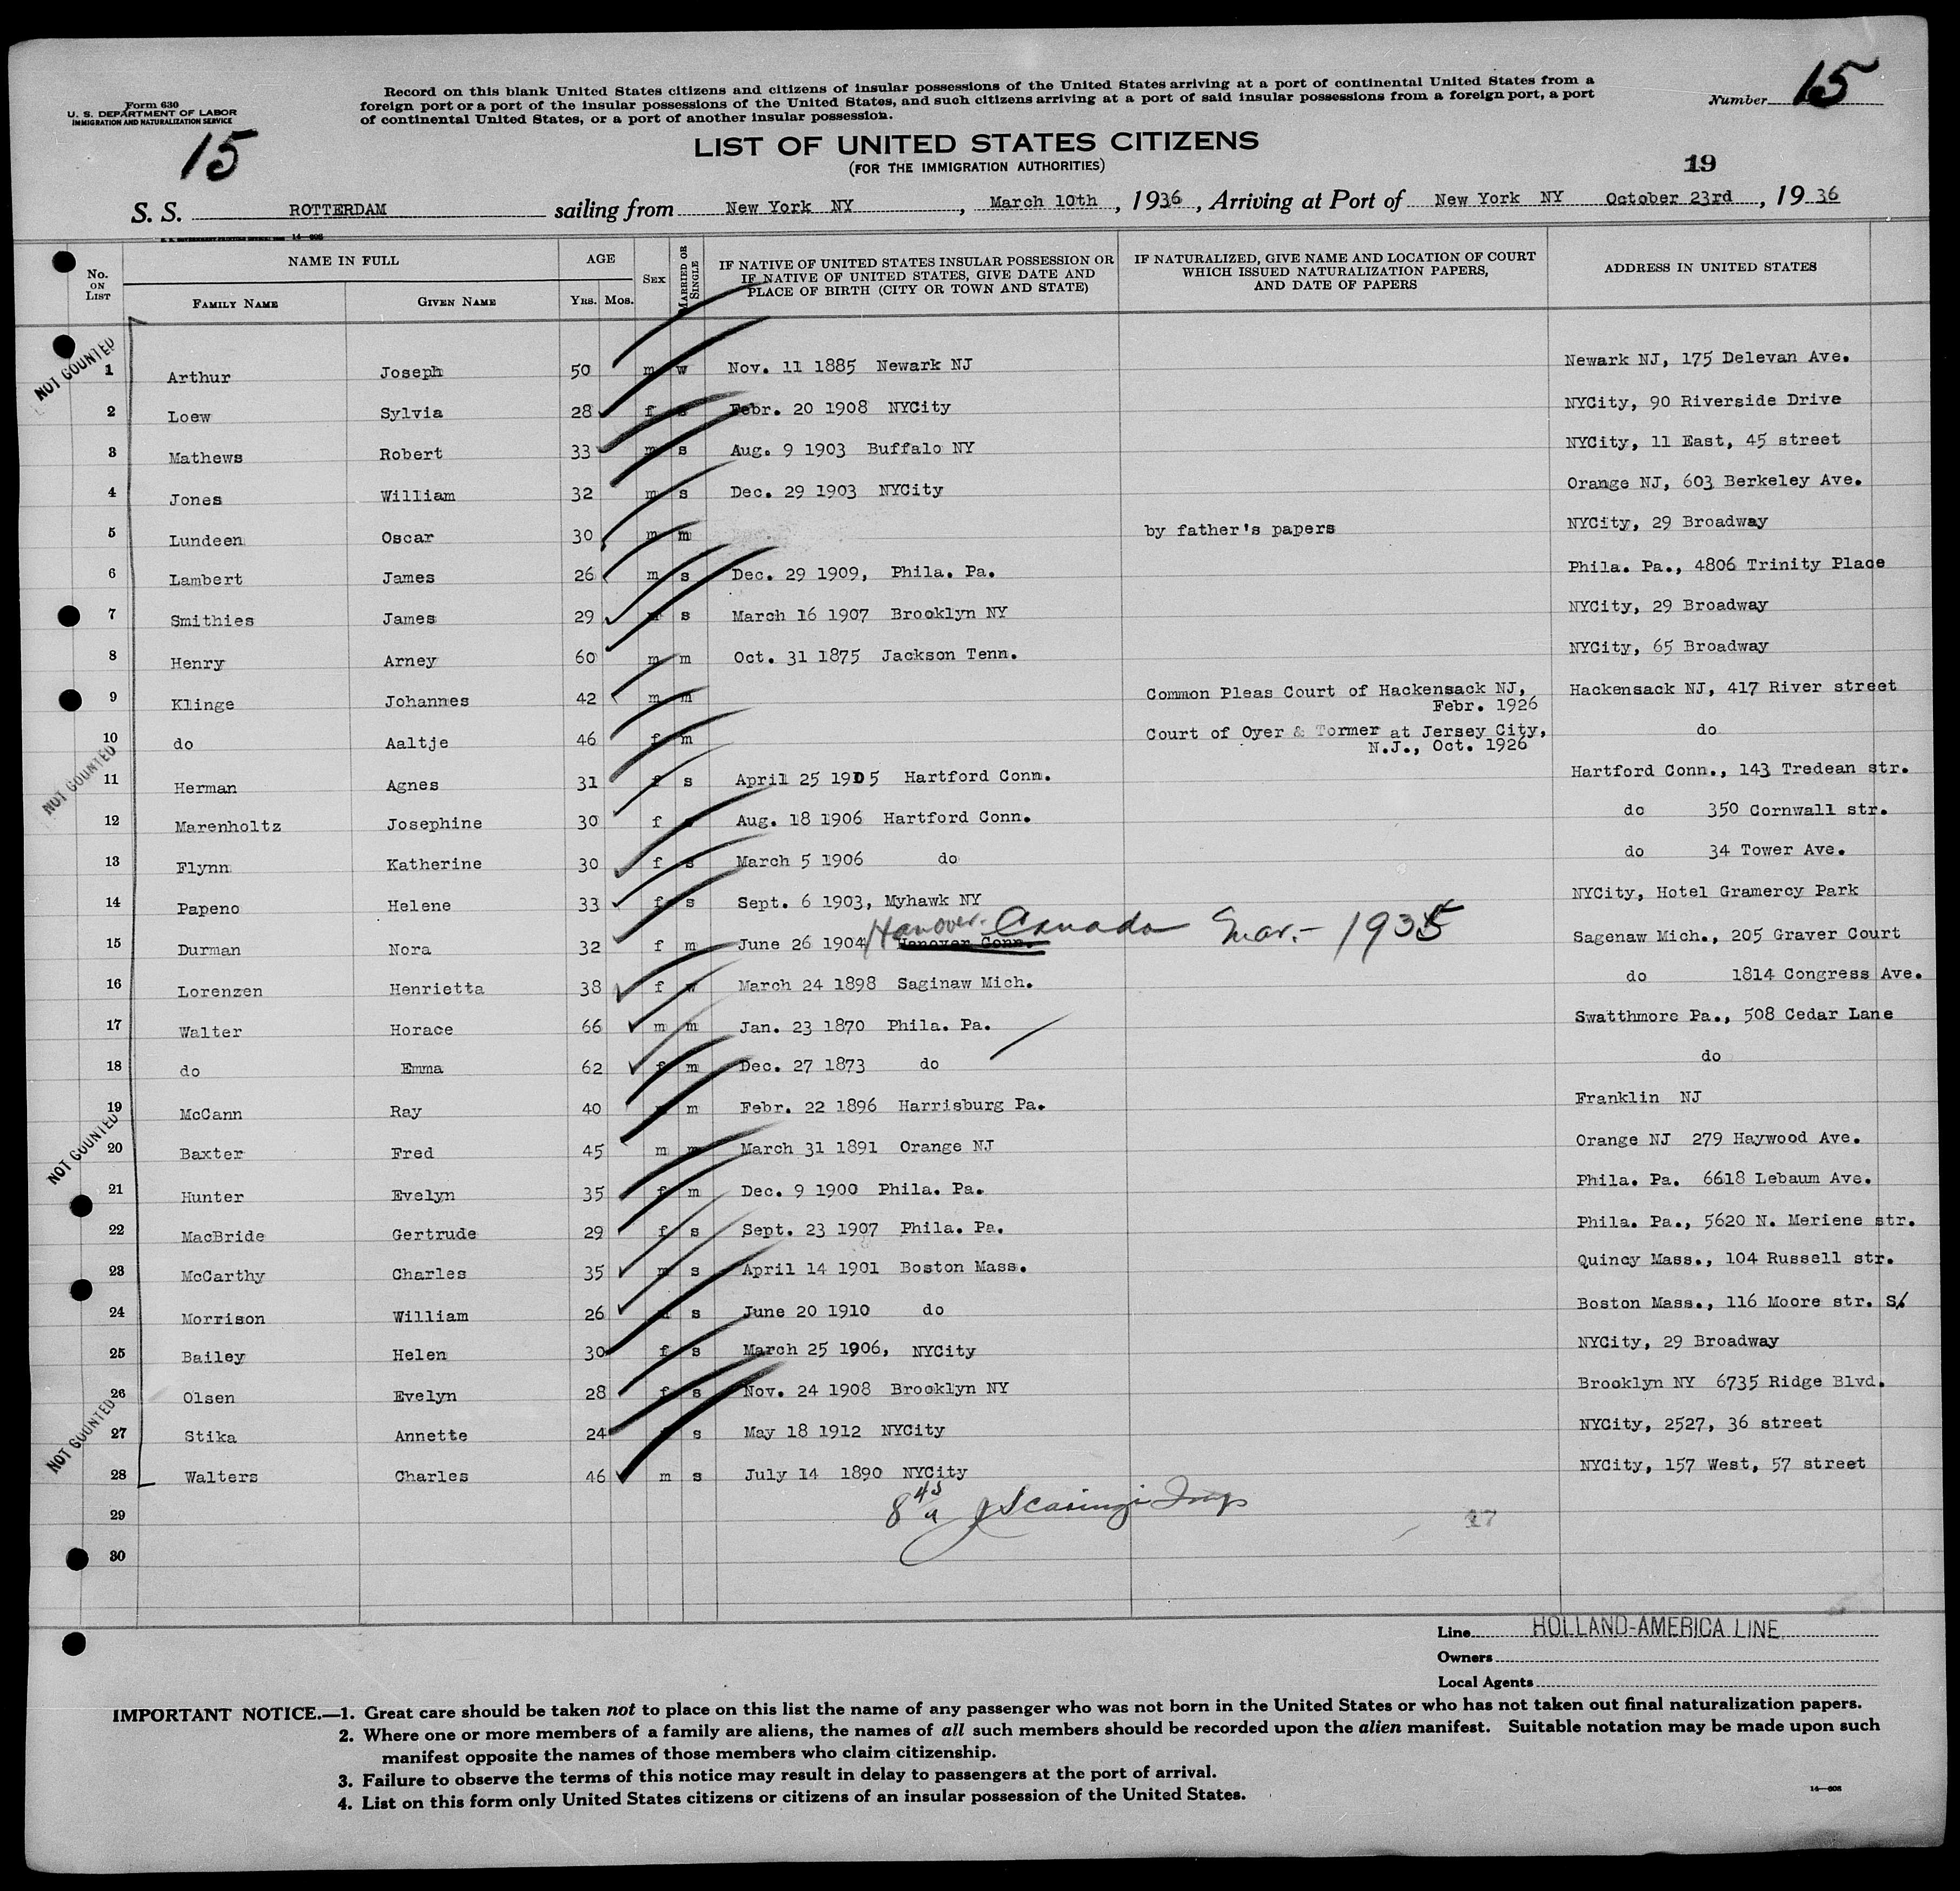 Form 630
U. S. DEPARTMENT OF LABOR
IMMIGRATION AND NATURALIZATION SERVICE
15
Record on this blank United States citizens and citizens of insular possessions of the United States arriving at a port of continental United States from a
foreign port or a port of the insular possessions of the United States, and such citizens arriving at a port of said insular possessions from a foreign port, a port
of continental United States, or a port of another insular possession.
Number 15
LIST OF UNITED STATES CITIZENS
(FOR THE IMMIGRATION AUTHORITIES)
19
S. S. ROTTERDAM sailing from New York NY, March 10th, 1936, Arriving at Port of New York NY October 23rd, 1936
No. ON LIST
NAME IN FULL
FAMILY NAME GIVEN NAME
AGE
YRS. MOS.
SEX
MARRIED OR SINGLE
IF NATIVE OF UNITED STATES INSULAR POSSESSION OR
IF NATIVE OF UNITED STATES, GIVE DATE AND
PLACE OF BIRTH (CITY OR TOWN AND STATE)
IF NATURALIZED, GIVE NAME AND LOCATION OF COURT
WHICH ISSUED NATURALIZATION PAPERS,
AND DATE OF PAPERS
ADDRESS IN UNITED STATES
NOT COUNTED
1 Arthur Joseph 50 m w Nov. 11 1885 Newark NJ Newark NJ, 175 Delevan Ave.
2 Loew Sylvia 28 f s Febr. 20 1908 NYCity NYCity, 90 Riverside Drive
3 Mathews Robert 33 m s Aug. 9 1903 Buffalo NY NYCity, 11 East, 45 street
4 Jones William 32 m s Dec. 29 1903 NYCity Orange NJ, 603 Berkeley Ave.
5 Lundeen Oscar 30 m m by father's papers NYCity, 29 Broadway
6 Lambert James 26 m s Dec. 29 1909, Phila. Pa. Phila. Pa., 4806 Trinity Place
7 Smithies James 29 m s March 16 1907 Brooklyn NY NYCity, 29 Broadway
8 Henry Arney 60 m m Oct. 31 1875 Jackson Tenn. NYCity, 65 Broadway
9 Klinge Johannes 42 m m Common Pleas Court of Hackensack NJ, Hackensack NJ, 417 River street
Febr. 1926
10 do Aaltje 46 f m Court of Oyer & Tormer at Jersey City, do
N.J., Oct. 1926
NOT COUNTED
11 Herman Agnes 31 f s April 25 1905 Hartford Conn. Hartford Conn., 143 Tredean str.
12 Marenholtz Josephine 30 f s Aug. 18 1906 Hartford Conn. do 350 Cornwall str.
13 Flynn Katherine 30 f s March 5 1906 do do 34 Tower Ave.
14 Papeno Helene 33 f s Sept. 6 1903, Myhawk NY NYCity, Hotel Gramercy Park
Hanover Canada Mar.- 1935
15 Durman Nora 32 f m June 26 1904 Hanover Conn. Sagenaw Mich., 205 Graver Court
16 Lorenzen Henrietta 38 f w March 24 1898 Saginaw Mich. do 1814 Congress Ave.
17 Walter Horace 66 m m Jan. 23 1870 Phila. Pa. Swatthmore Pa., 508 Cedar Lane
18 do Emma 62 f m Dec. 27 1873 do do
19 McCann Ray 40 m Febr. 22 1896 Harrisburg Pa. Franklin NJ
NOT COUNTED
20 Baxter Fred 45 m m March 31 1891 Orange NJ Orange NJ 279 Haywood Ave.
21 Hunter Evelyn 35 f m Dec. 9 1900 Phila. Pa. Phila. Pa. 6618 Lebaum Ave.
22 MacBride Gertrude 29 f s Sept. 23 1907 Phila. Pa. Phila. Pa., 5620 N. Meriene str.
23 McCarthy Charles 35 m s April 14 1901 Boston Mass. Quincy Mass., 104 Russell str.
24 Morrison William 26 s June 20 1910 do Boston Mass., 116 Moore str.
25 Bailey Helen 30 f s March 25 1906, NYCity NYCity, 29 Broadway
26 Olsen Evelyn 28 f s Nov. 24 1908 Brooklyn NY Brooklyn NY 6735 Ridge Blvd.
NOT COUNTED
27 Stika Annette 24 s May 18 1912 NYCity NYCity, 2527, 36 street
28 Walters Charles 46 m s July 14 1890 NYCity NYCity, 157 West, 57 street
29
30
Line HOLLAND-AMERICA LINE
Owners
Local Agents
IMPORTANT NOTICE.—1. Great care should be taken not to place on this list the name of any passenger who was not born in the United States or who has not taken out final naturalization papers.
2. Where one or more members of a family are aliens, the names of all such members should be recorded upon the alien manifest. Suitable notation may be made upon such
manifest opposite the names of those members who claim citizenship.
3. Failure to observe the terms of this notice may result in delay to passengers at the port of arrival.
4. List on this form only United States citizens or citizens of an insular possession of the United States.